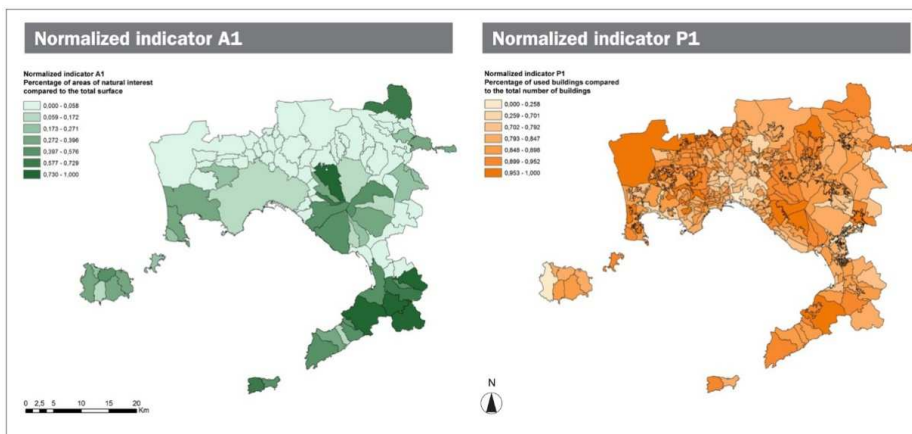 Normalized indicator A1
Normalized indicator A1
Percentage of areas of natural interest
compared to the total surface
0,000 - 0,058
0,059 - 0,172
0,173 - 0,271
0,272 - 0,396
0,397 - 0,576
0,577 - 0,729
0,730 - 1,000
0 2,5 5 10 15 20
Km
Normalized indicator P1
Normalized indicator P1
Percentage of used buildings compared
to the total number of buildings
0,000 - 0,258
0,259 - 0,701
0,702 - 0,792
0,793 - 0,847
0,848 - 0,898
0,899 - 0,952
0,953 - 1,000
N